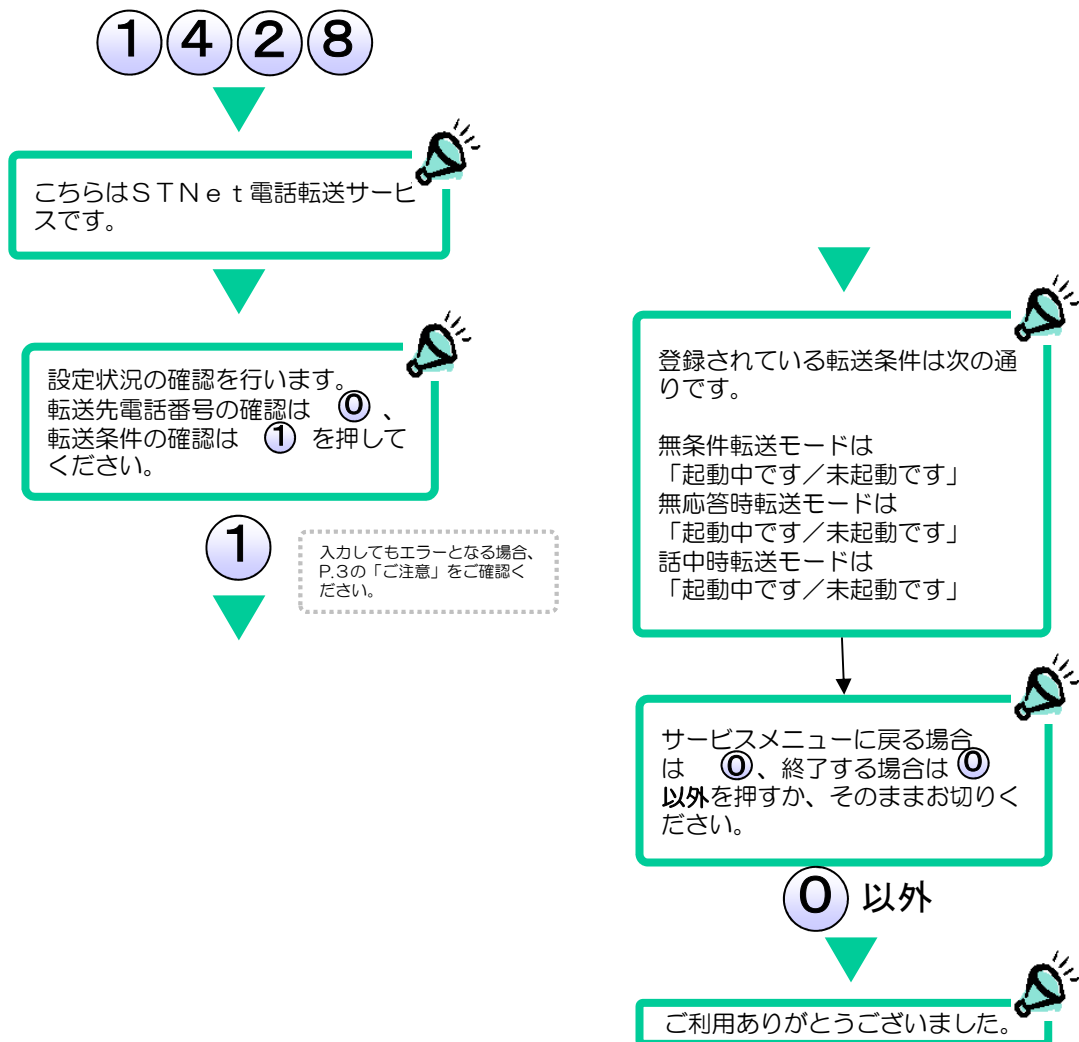 1 4 2 8
こちらはSTNet電話転送サービ
スです。
設定状況の確認を行います。
転送先電話番号の確認は 0 、
転送条件の確認は 1 を押して
ください。
1
入力してもエラーとなる場合、
P.3の「ご注意」をご確認く
ださい。
登録されている転送条件は次の通
りです。
無条件転送モードは
「起動中です/未起動です」
無応答時転送モードは
「起動中です/未起動です」
話中時転送モードは
「起動中です/未起動です」
サービスメニューに戻る場合
は 0、終了する場合は 0
以外を押すか、そのままお切りく
ださい。
0 以外
ご利用ありがとうございました。